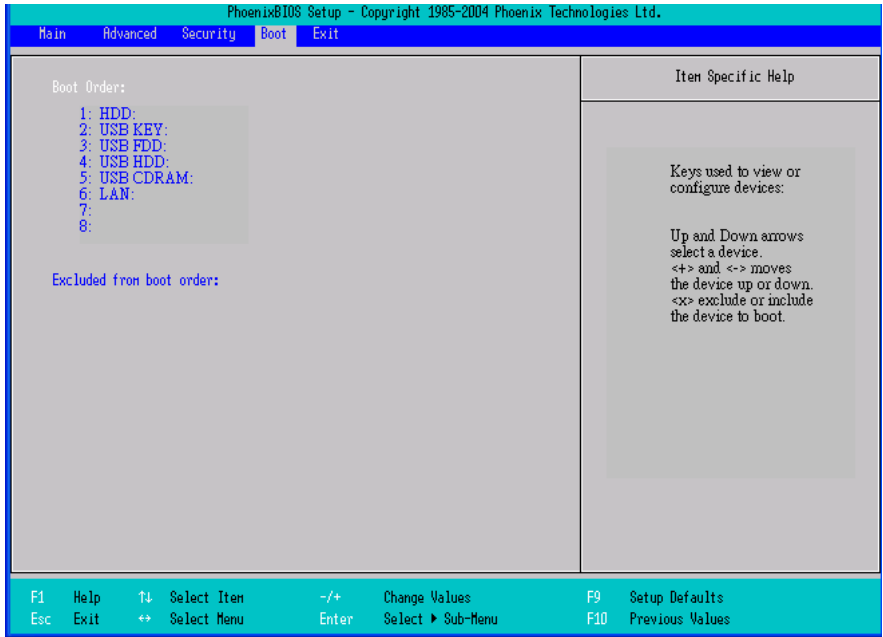 PhoenixBIOS Setup - Copyright 1985-2004 Phoenix Technologies Ltd.
Main Advanced Security Boot Exit
Boot Order:
1: HDD:
2: USB KEY:
3: USB FDD:
4: USB HDD:
5: USB CDRAM:
6: LAN:
7:
8:
Excluded from boot order:
Item Specific Help
Keys used to view or
configure devices:
Up and Down arrows
select a device.
<+> and <-> moves
the device up or down.
<x> exclude or include
the device to boot.
F1 Help ↑↓ Select Item -/+ Change Values F9 Setup Defaults
Esc Exit ↔ Select Menu Enter Select ▶ Sub-Menu F10 Previous Values